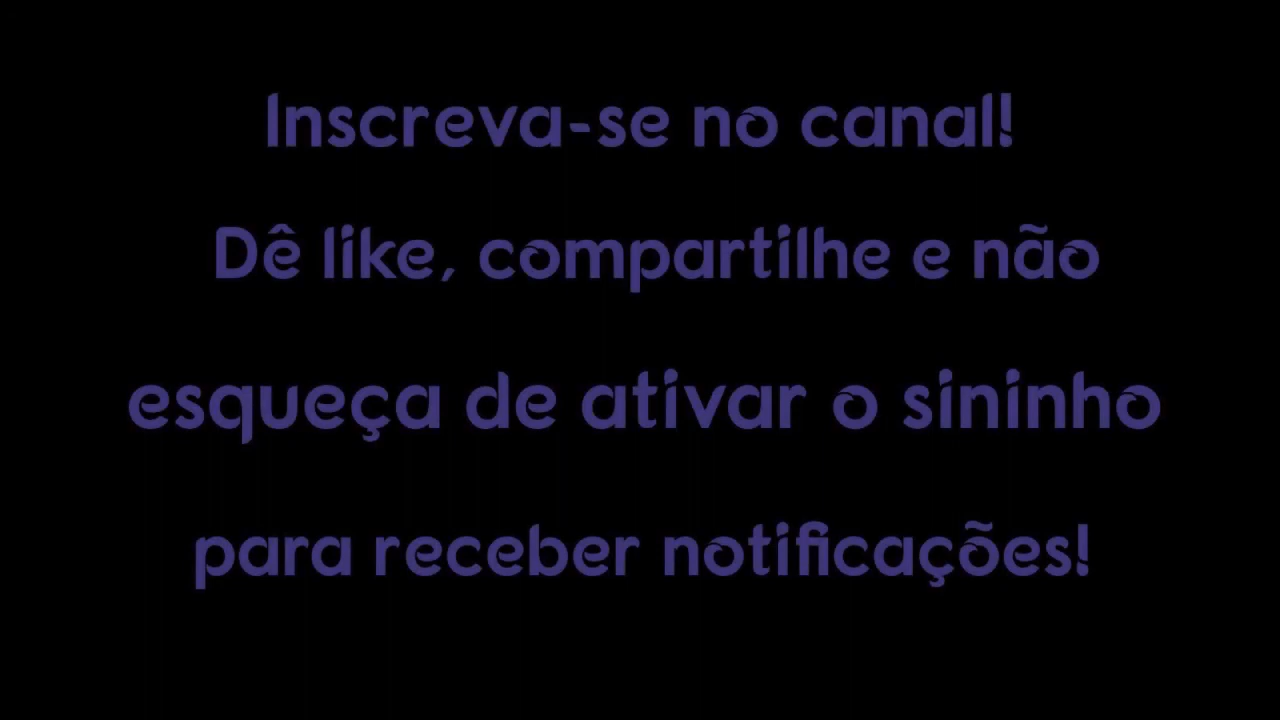 Inscreva-se no canal!
Dê like, compartilhe e não
esqueça de ativar o sininho
para receber notificações!